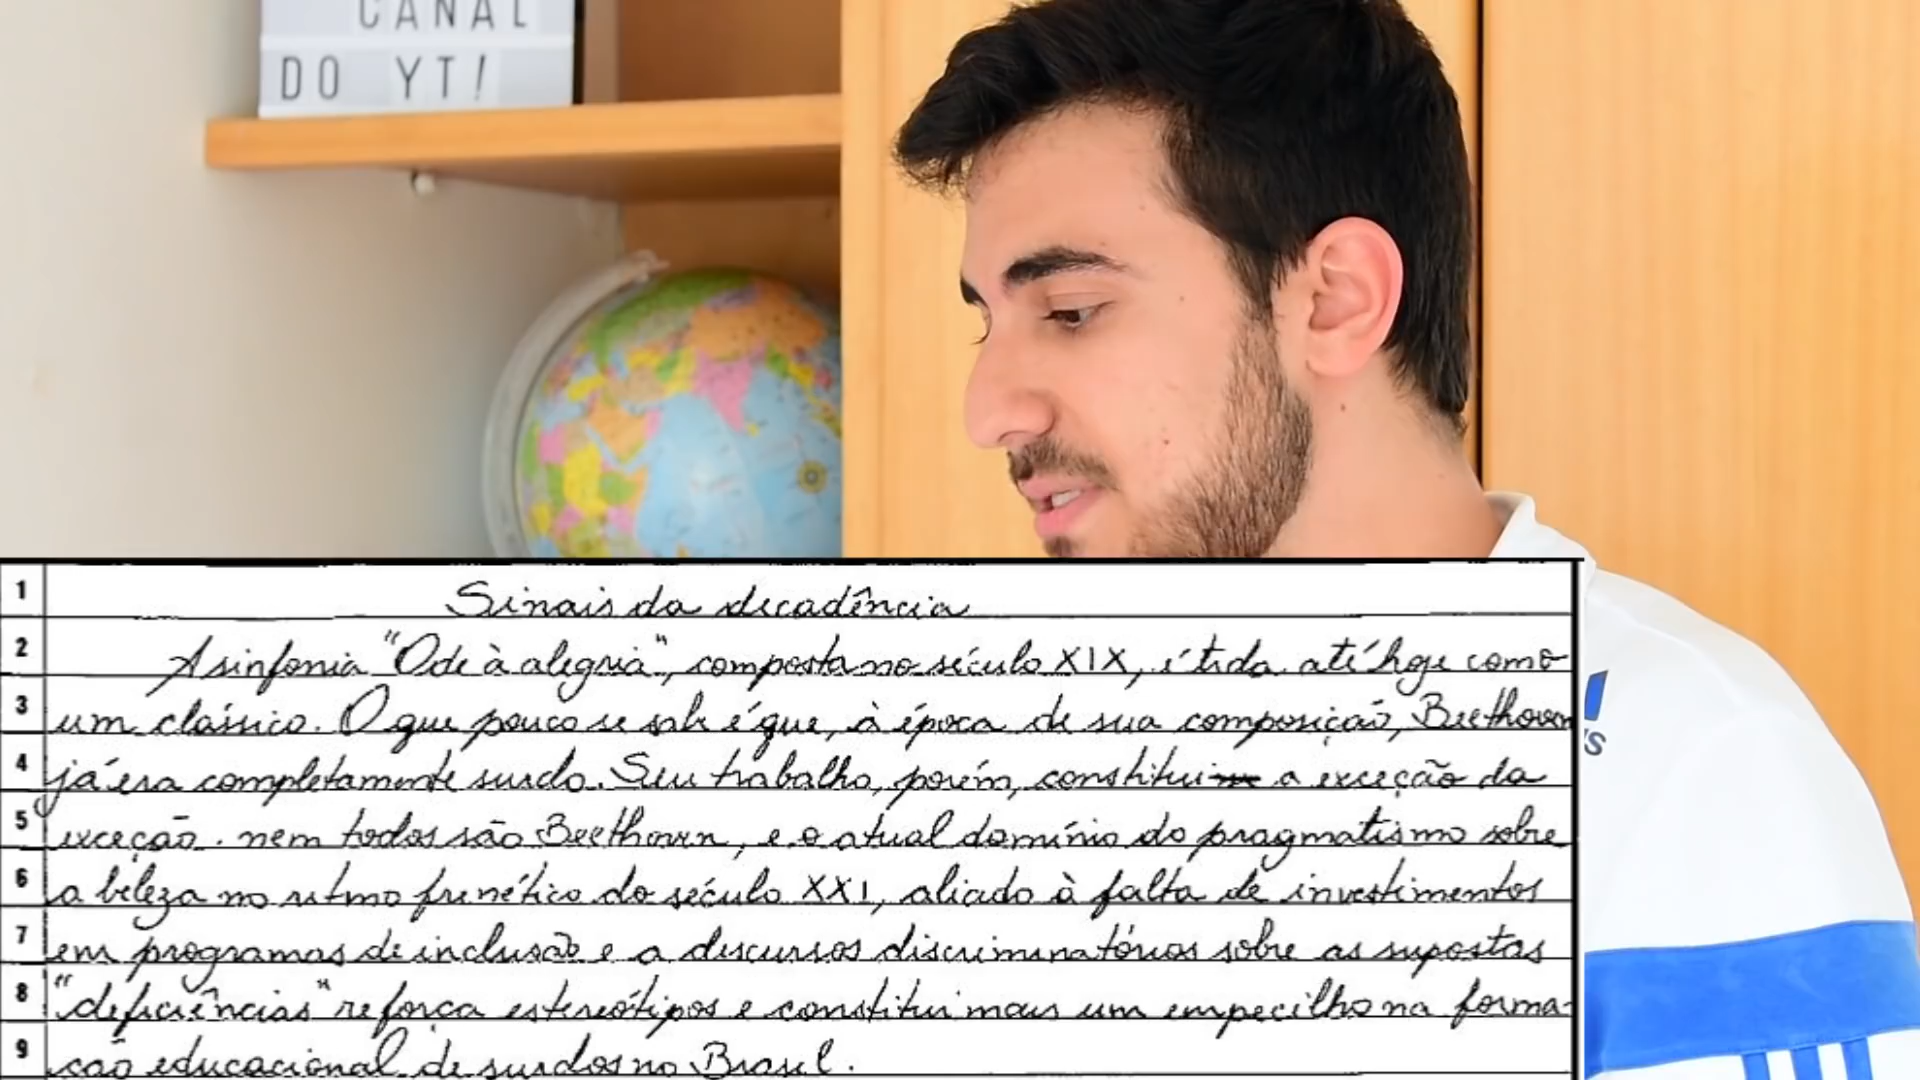 CANAL
DO YT!
1 Sinais da decadência
2 A sinfonia "Ode à alegria", composta no século XIX, é tida até hoje como
3 um clássico. O que pouco se sabe é que, à época de sua composição, Beethoven
4 já era completamente surdo. Seu trabalho, porém, constitui a exceção da
5 exceção. nem todos são Beethoven, e o atual domínio do pragmatismo sobre
6 a beleza no ritmo frenético do século XXI, aliado à falta de investimentos
7 em programas de inclusão e a discursos discriminatórios sobre as supostas
8 "deficiências" reforça estereótipos e constitui mais um empecilho na forma-
9 ção educacional de surdos no Brasil.